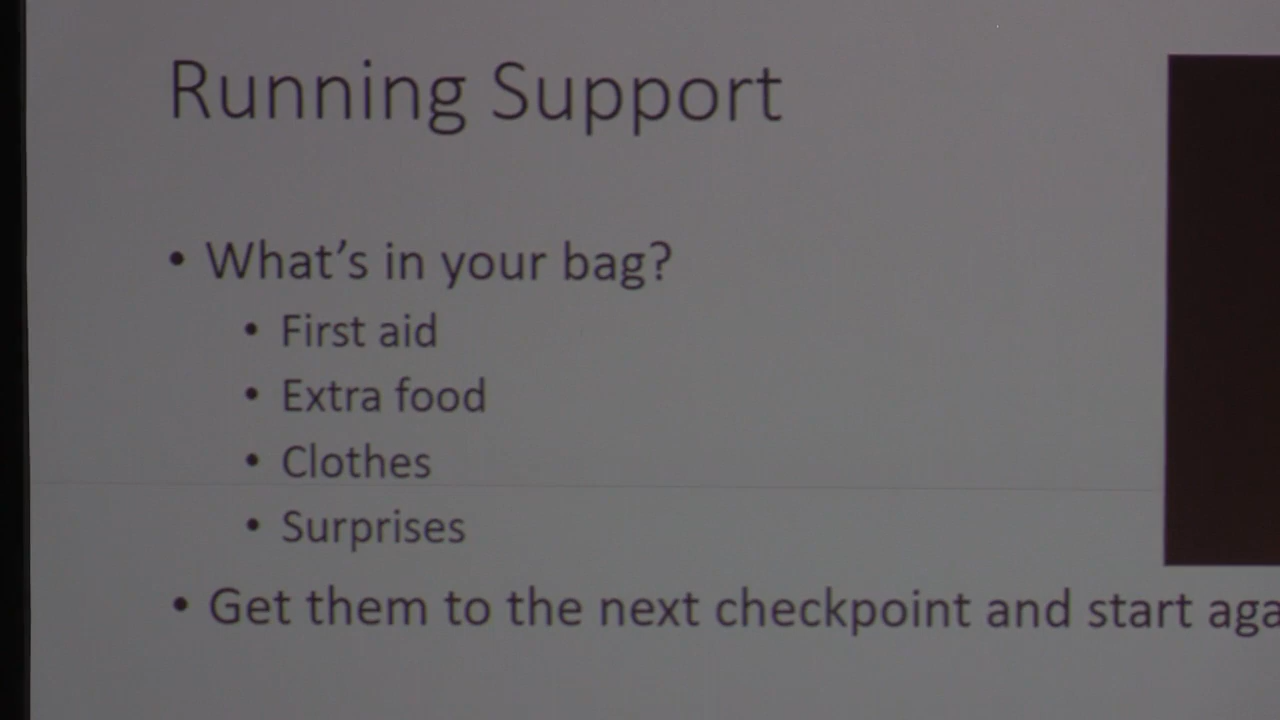 Running Support
• What's in your bag?
• First aid
• Extra food
• Clothes
• Surprises
• Get them to the next checkpoint and start aga